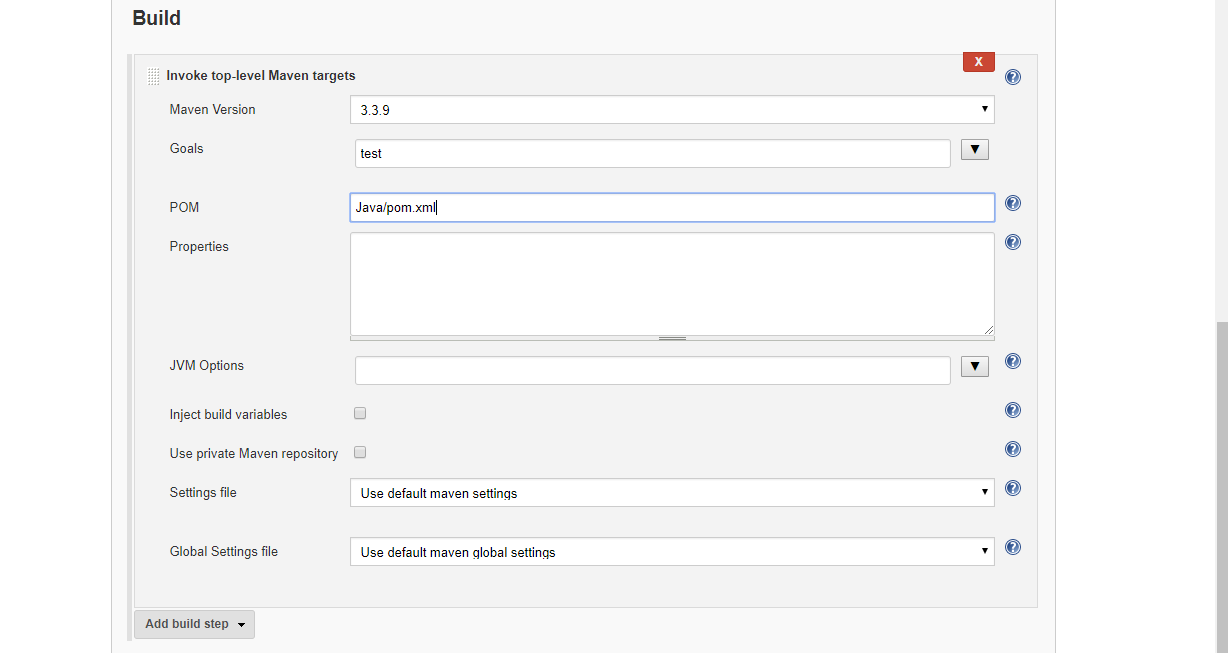 Build
Invoke top-level Maven targets
X
Maven Version
3.3.9
Goals
test
POM
Java/pom.xml
Properties
JVM Options
Inject build variables
Use private Maven repository
Settings file
Use default maven settings
Global Settings file
Use default maven global settings
Add build step